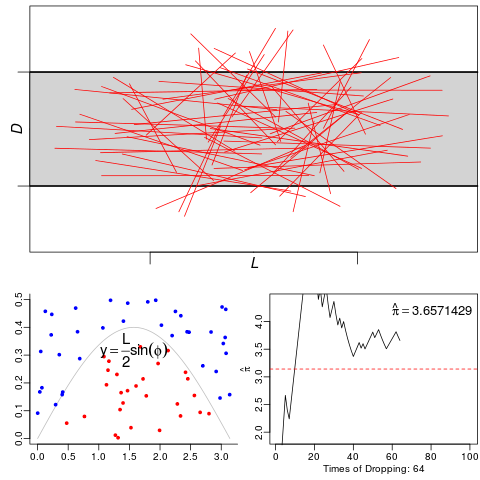 D
L
y = L/2 sin(ϕ)
0.0 0.1 0.2 0.3 0.4 0.5
0.0 0.5 1.0 1.5 2.0 2.5 3.0
π̂ = 3.6571429
π̂
2.0 2.5 3.0 3.5 4.0
0 20 40 60 80 100
Times of Dropping: 64